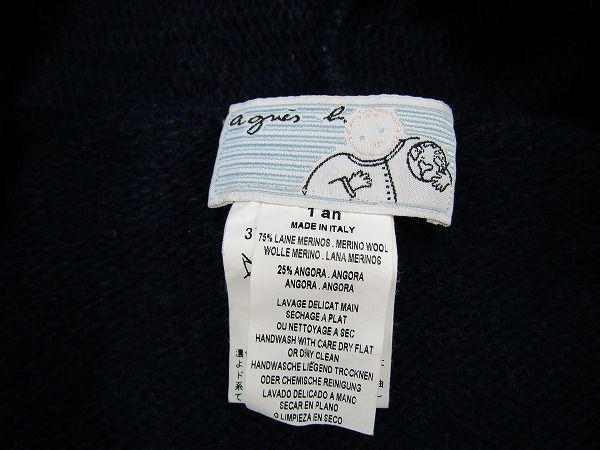 agnès b.
1 an
MADE IN ITALY
75% LAINE MERINOS . MERINO WOOL
WOLLE MERINO . LANA MERINOS
25% ANGORA . ANGORA
ANGORA . ANGORA
LAVAGE DELICAT MAIN
SECHAGE A PLAT
OU NETTOYAGE A SEC
HANDWASH WITH CARE DRY FLAT
OR DRY CLEAN
HANDWASCHE LIEGEND TROCKNEN
ODER CHEMISCHE REINIGUNG
LAVADO DELICADO A MANO
SECAR EN PLANO
O LIMPIEZA EN SECO
3